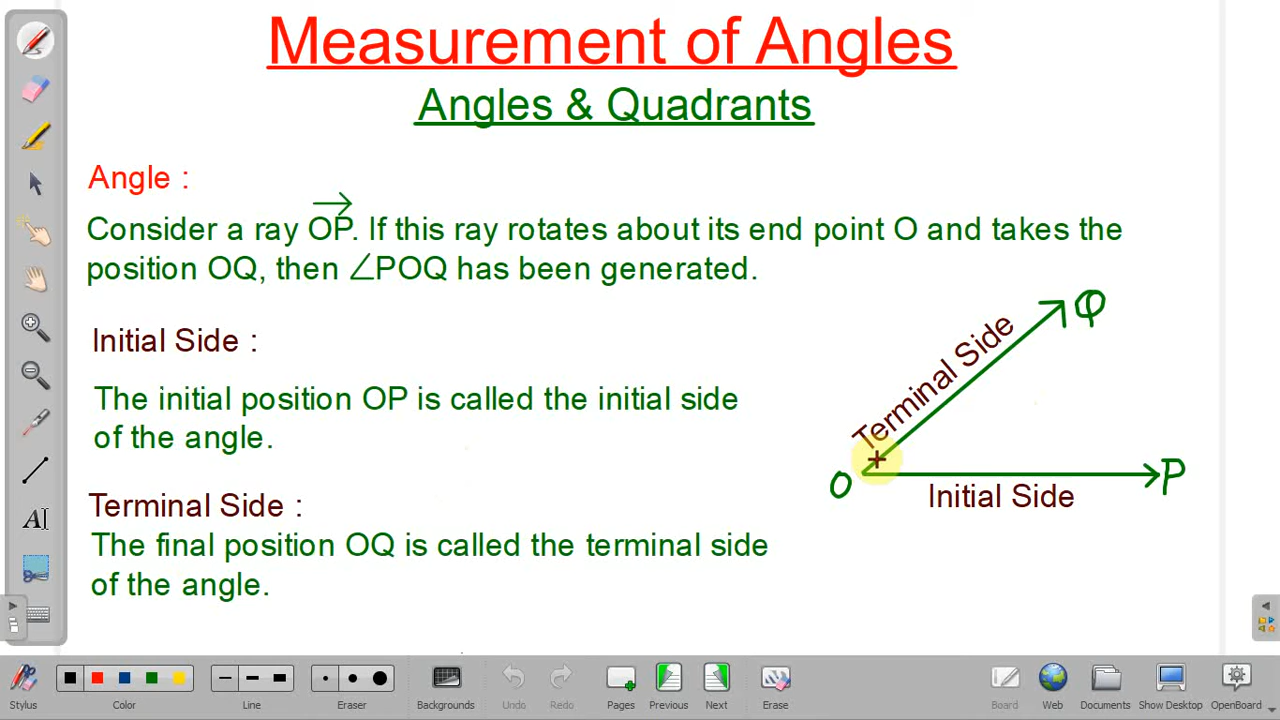 Measurement of Angles
Angles & Quadrants
Angle :
Consider a ray OP. If this ray rotates about its end point O and takes the
position OQ, then ∠POQ has been generated.
Initial Side :
The initial position OP is called the initial side
of the angle.
Terminal Side :
The final position OQ is called the terminal side
of the angle.
Q
Terminal Side
O
P
Initial Side
Stylus
Color
Line
Eraser
Backgrounds
Undo
Redo
Pages
Previous
Next
Erase
Board
Web
Documents
Show Desktop
OpenBoard